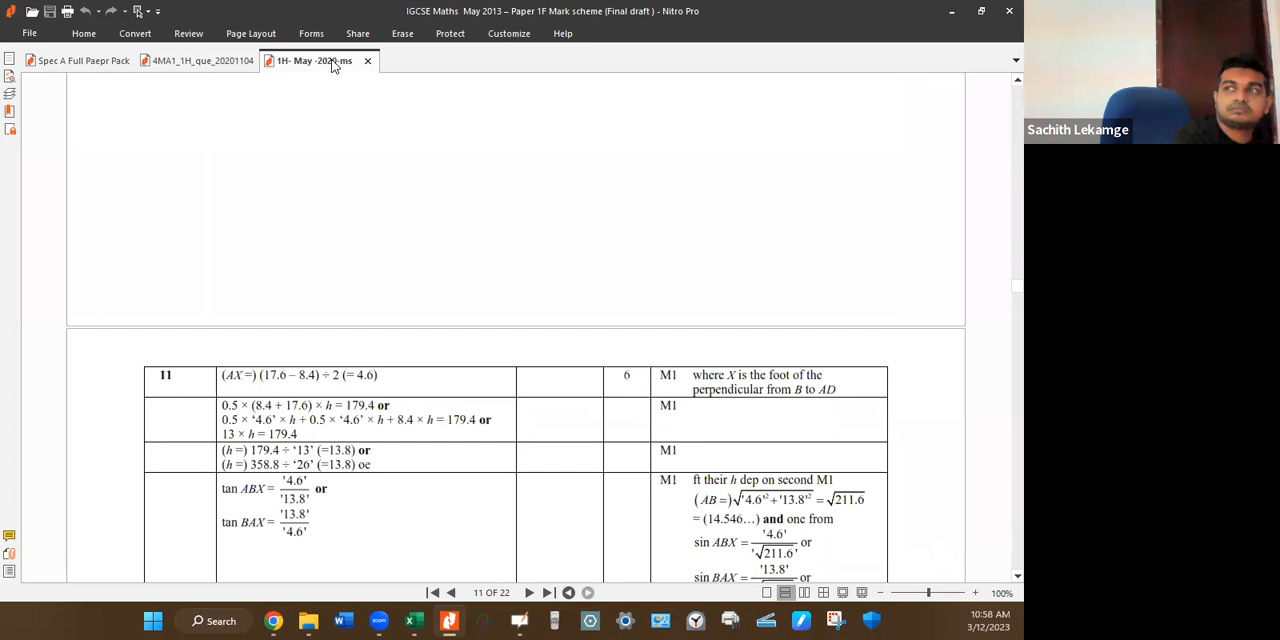 IGCSE Maths May 2013 – Paper 1F Mark scheme (Final draft ) - Nitro Pro
File Home Convert Review Page Layout Forms Share Erase Protect Customize Help
Spec A Full Paepr Pack 4MA1_1H_que_20201104 1H- May -2020-ms
Sachith Lekamge
11 (AX =) (17.6 – 8.4) ÷ 2 (= 4.6) 6 M1 where X is the foot of the
perpendicular from B to AD
0.5 × (8.4 + 17.6) × h = 179.4 or M1
0.5 × ‘4.6’ × h + 0.5 × ‘4.6’ × h + 8.4 × h = 179.4 or
13 × h = 179.4
(h =) 179.4 ÷ ‘13’ (=13.8) or M1
(h =) 358.8 ÷ ‘26’ (=13.8) oe
tan ABX = '4.6' / '13.8' or
tan BAX = '13.8' / '4.6'
M1 ft their h dep on second M1
(AB =) √'4.6'² + '13.8'² = √211.6
= (14.546…) and one from
sin ABX = '4.6' / '√211.6' or
sin BAX = '13.8' or
11 OF 22 100%
Search
10:58 AM
3/12/2023